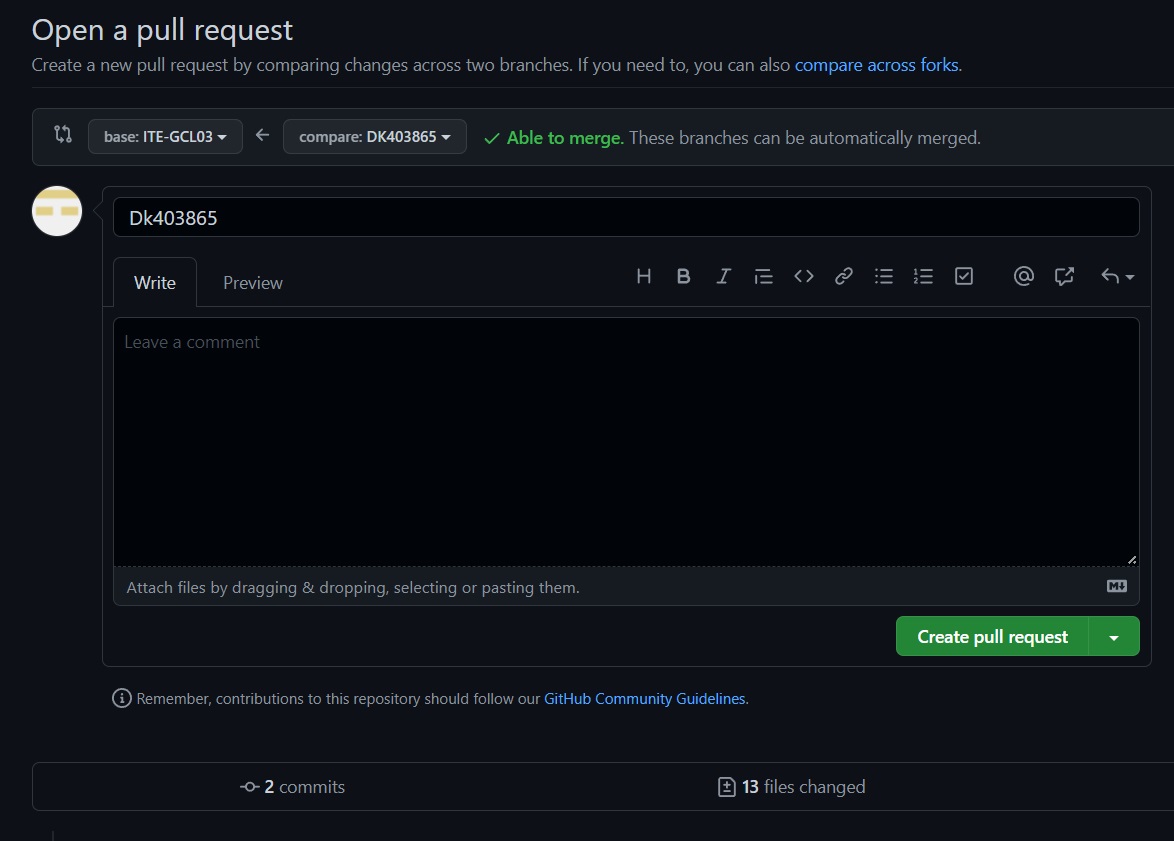 Open a pull request
Create a new pull request by comparing changes across two branches. If you need to, you can also compare across forks.
base: ITE-GCL03 compare: DK403865 Able to merge. These branches can be automatically merged.
Dk403865
Write Preview
Leave a comment
Attach files by dragging & dropping, selecting or pasting them.
Create pull request
Remember, contributions to this repository should follow our GitHub Community Guidelines.
2 commits 13 files changed